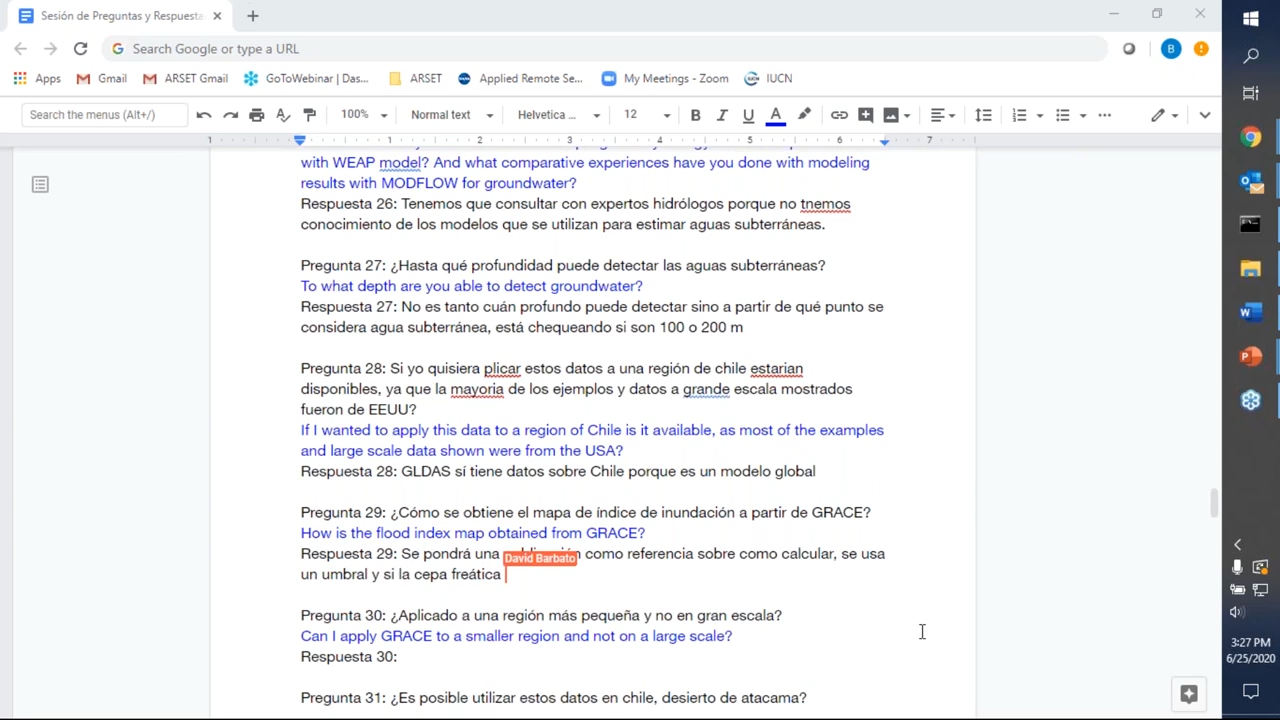 Sesión de Preguntas y Respuesta
Search Google or type a URL
B
Apps
Gmail
ARSET Gmail
GoToWebinar | Das...
ARSET
Applied Remote Se...
My Meetings - Zoom
IUCN
Search the menus (Alt+/)
100%
Normal text
Helvetica ...
12
B I U A
1 1 2 3 4 5 6 7
with WEAP model? And what comparative experiences have you done with modeling
results with MODFLOW for groundwater?
Respuesta 26: Tenemos que consultar con expertos hidrólogos porque no tnemos
conocimiento de los modelos que se utilizan para estimar aguas subterráneas.
Pregunta 27: ¿Hasta qué profundidad puede detectar las aguas subterráneas?
To what depth are you able to detect groundwater?
Respuesta 27: No es tanto cuán profundo puede detectar sino a partir de qué punto se
considera agua subterránea, está chequeando si son 100 o 200 m
Pregunta 28: Si yo quisiera plicar estos datos a una región de chile estarian
disponibles, ya que la mayoria de los ejemplos y datos a grande escala mostrados
fueron de EEUU?
If I wanted to apply this data to a region of Chile is it available, as most of the examples
and large scale data shown were from the USA?
Respuesta 28: GLDAS sí tiene datos sobre Chile porque es un modelo global
Pregunta 29: ¿Cómo se obtiene el mapa de índice de inundación a partir de GRACE?
How is the flood index map obtained from GRACE?
Respuesta 29: Se pondrá una como referencia sobre como calcular, se usa
David Barbato
un umbral y si la cepa freática
Pregunta 30: ¿Aplicado a una región más pequeña y no en gran escala?
Can I apply GRACE to a smaller region and not on a large scale?
Respuesta 30:
Pregunta 31: ¿Es posible utilizar estos datos en chile, desierto de atacama?
3:27 PM
6/25/2020